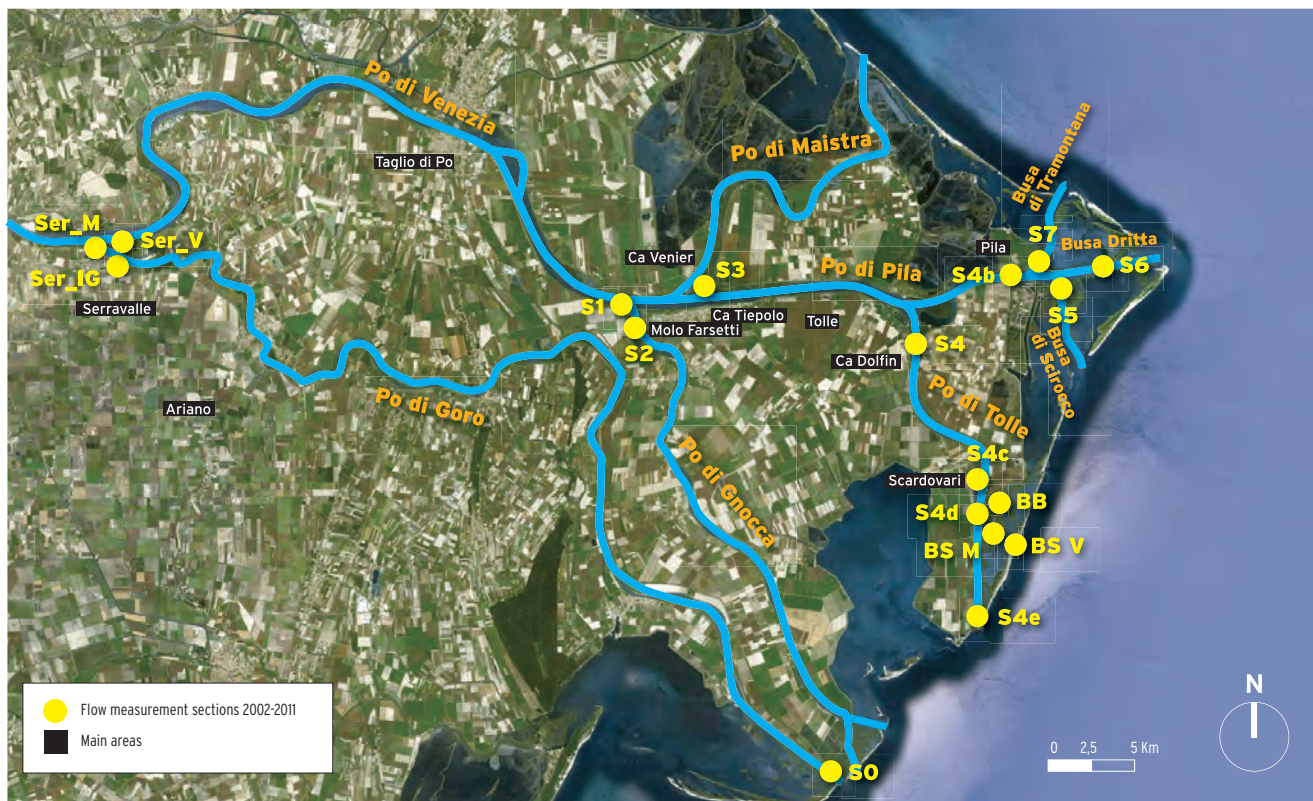 Po di Venezia
Po di Maistra
Busa
di Tramontana
Taglio di Po
Ser_M
Ser_V
Ser_IG
Serravalle
Ca Venier
S3
Po di Pila
Pila
S7
Busa Dritta
S4b
S6
S5
Busa
di Scirocco
S1
Ca Tiepolo
Tolle
Molo Farsetti
S2
S4
Ca Dolfin
Po di Goro
Ariano
Po di Tolle
Po di Gnocca
S4c
Scardovari
BB
S4d
BS M
BS V
S4e
S0
Flow measurement sections 2002-2011
Main areas
0 2,5 5 Km
N